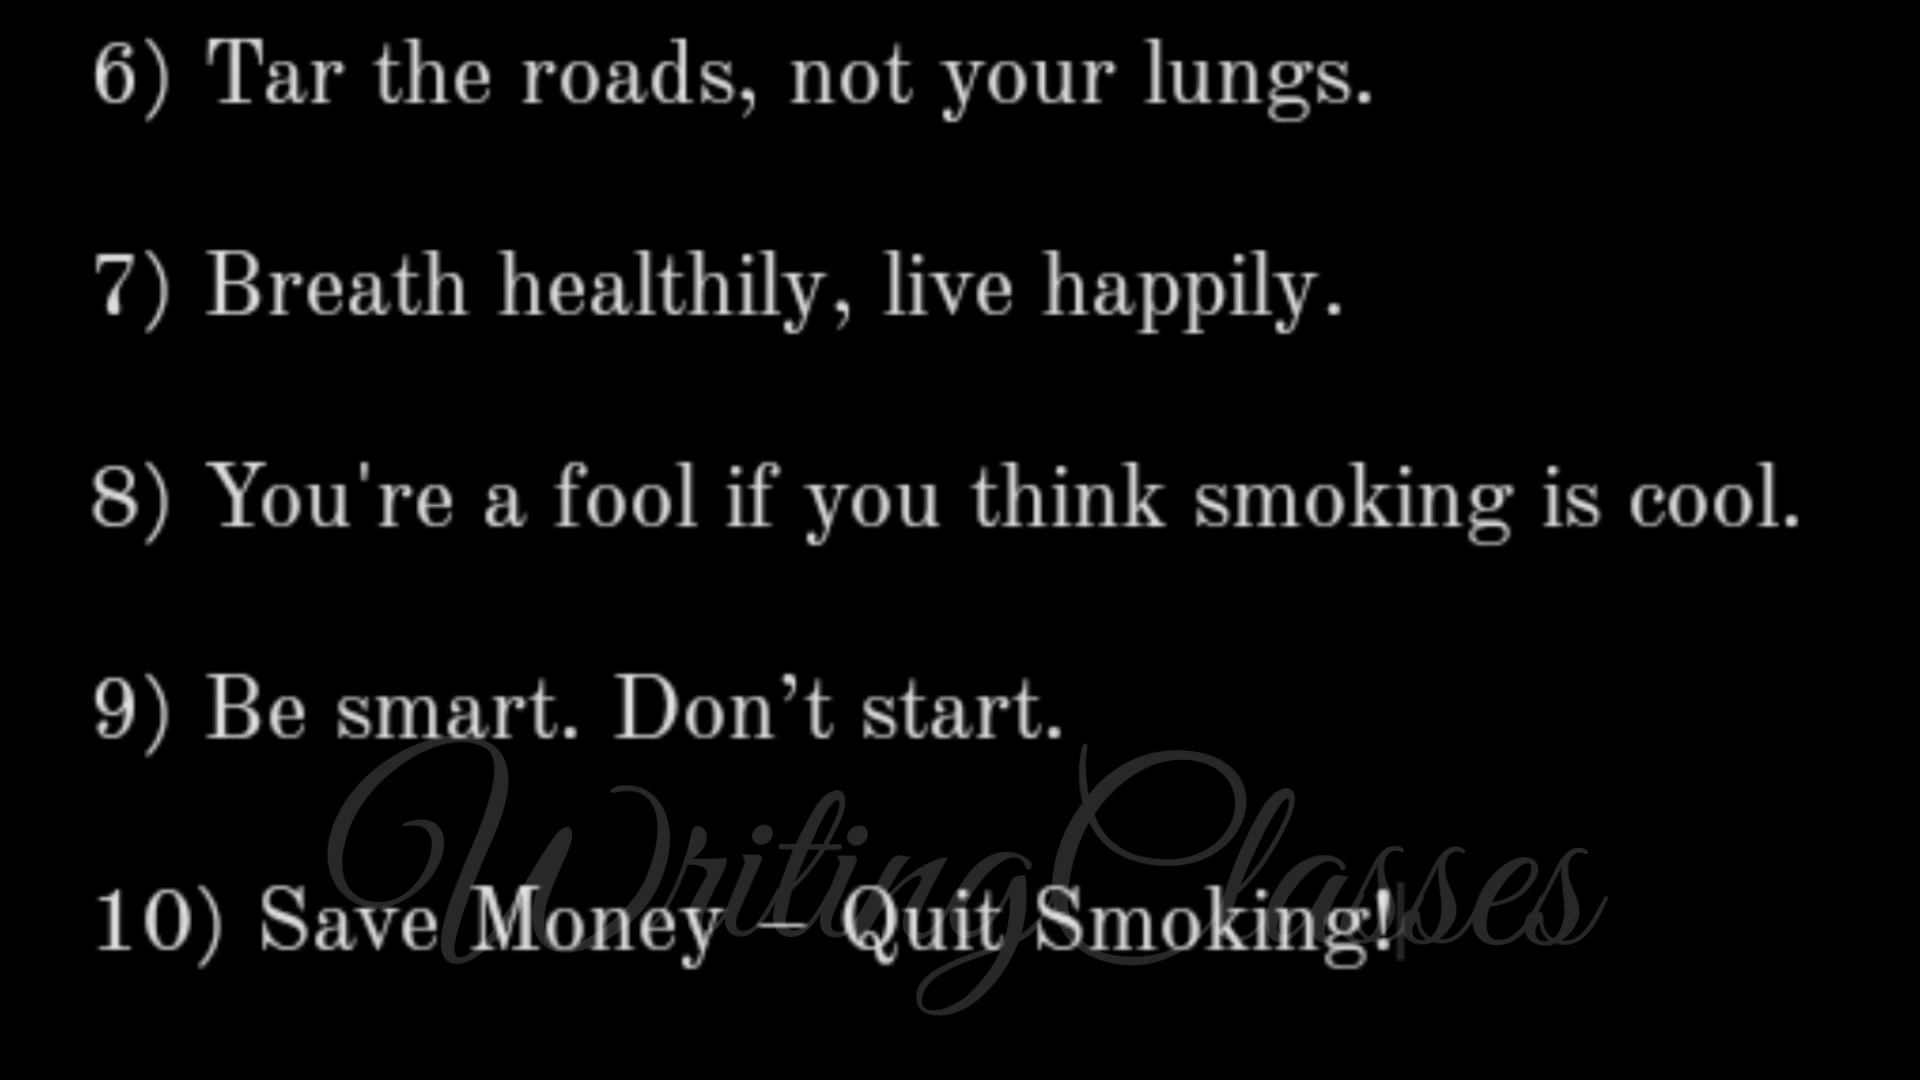 6) Tar the roads, not your lungs.
7) Breath healthily, live happily.
8) You're a fool if you think smoking is cool.
9) Be smart. Don’t start.
WritingClasses
10) Save Money – Quit Smoking!